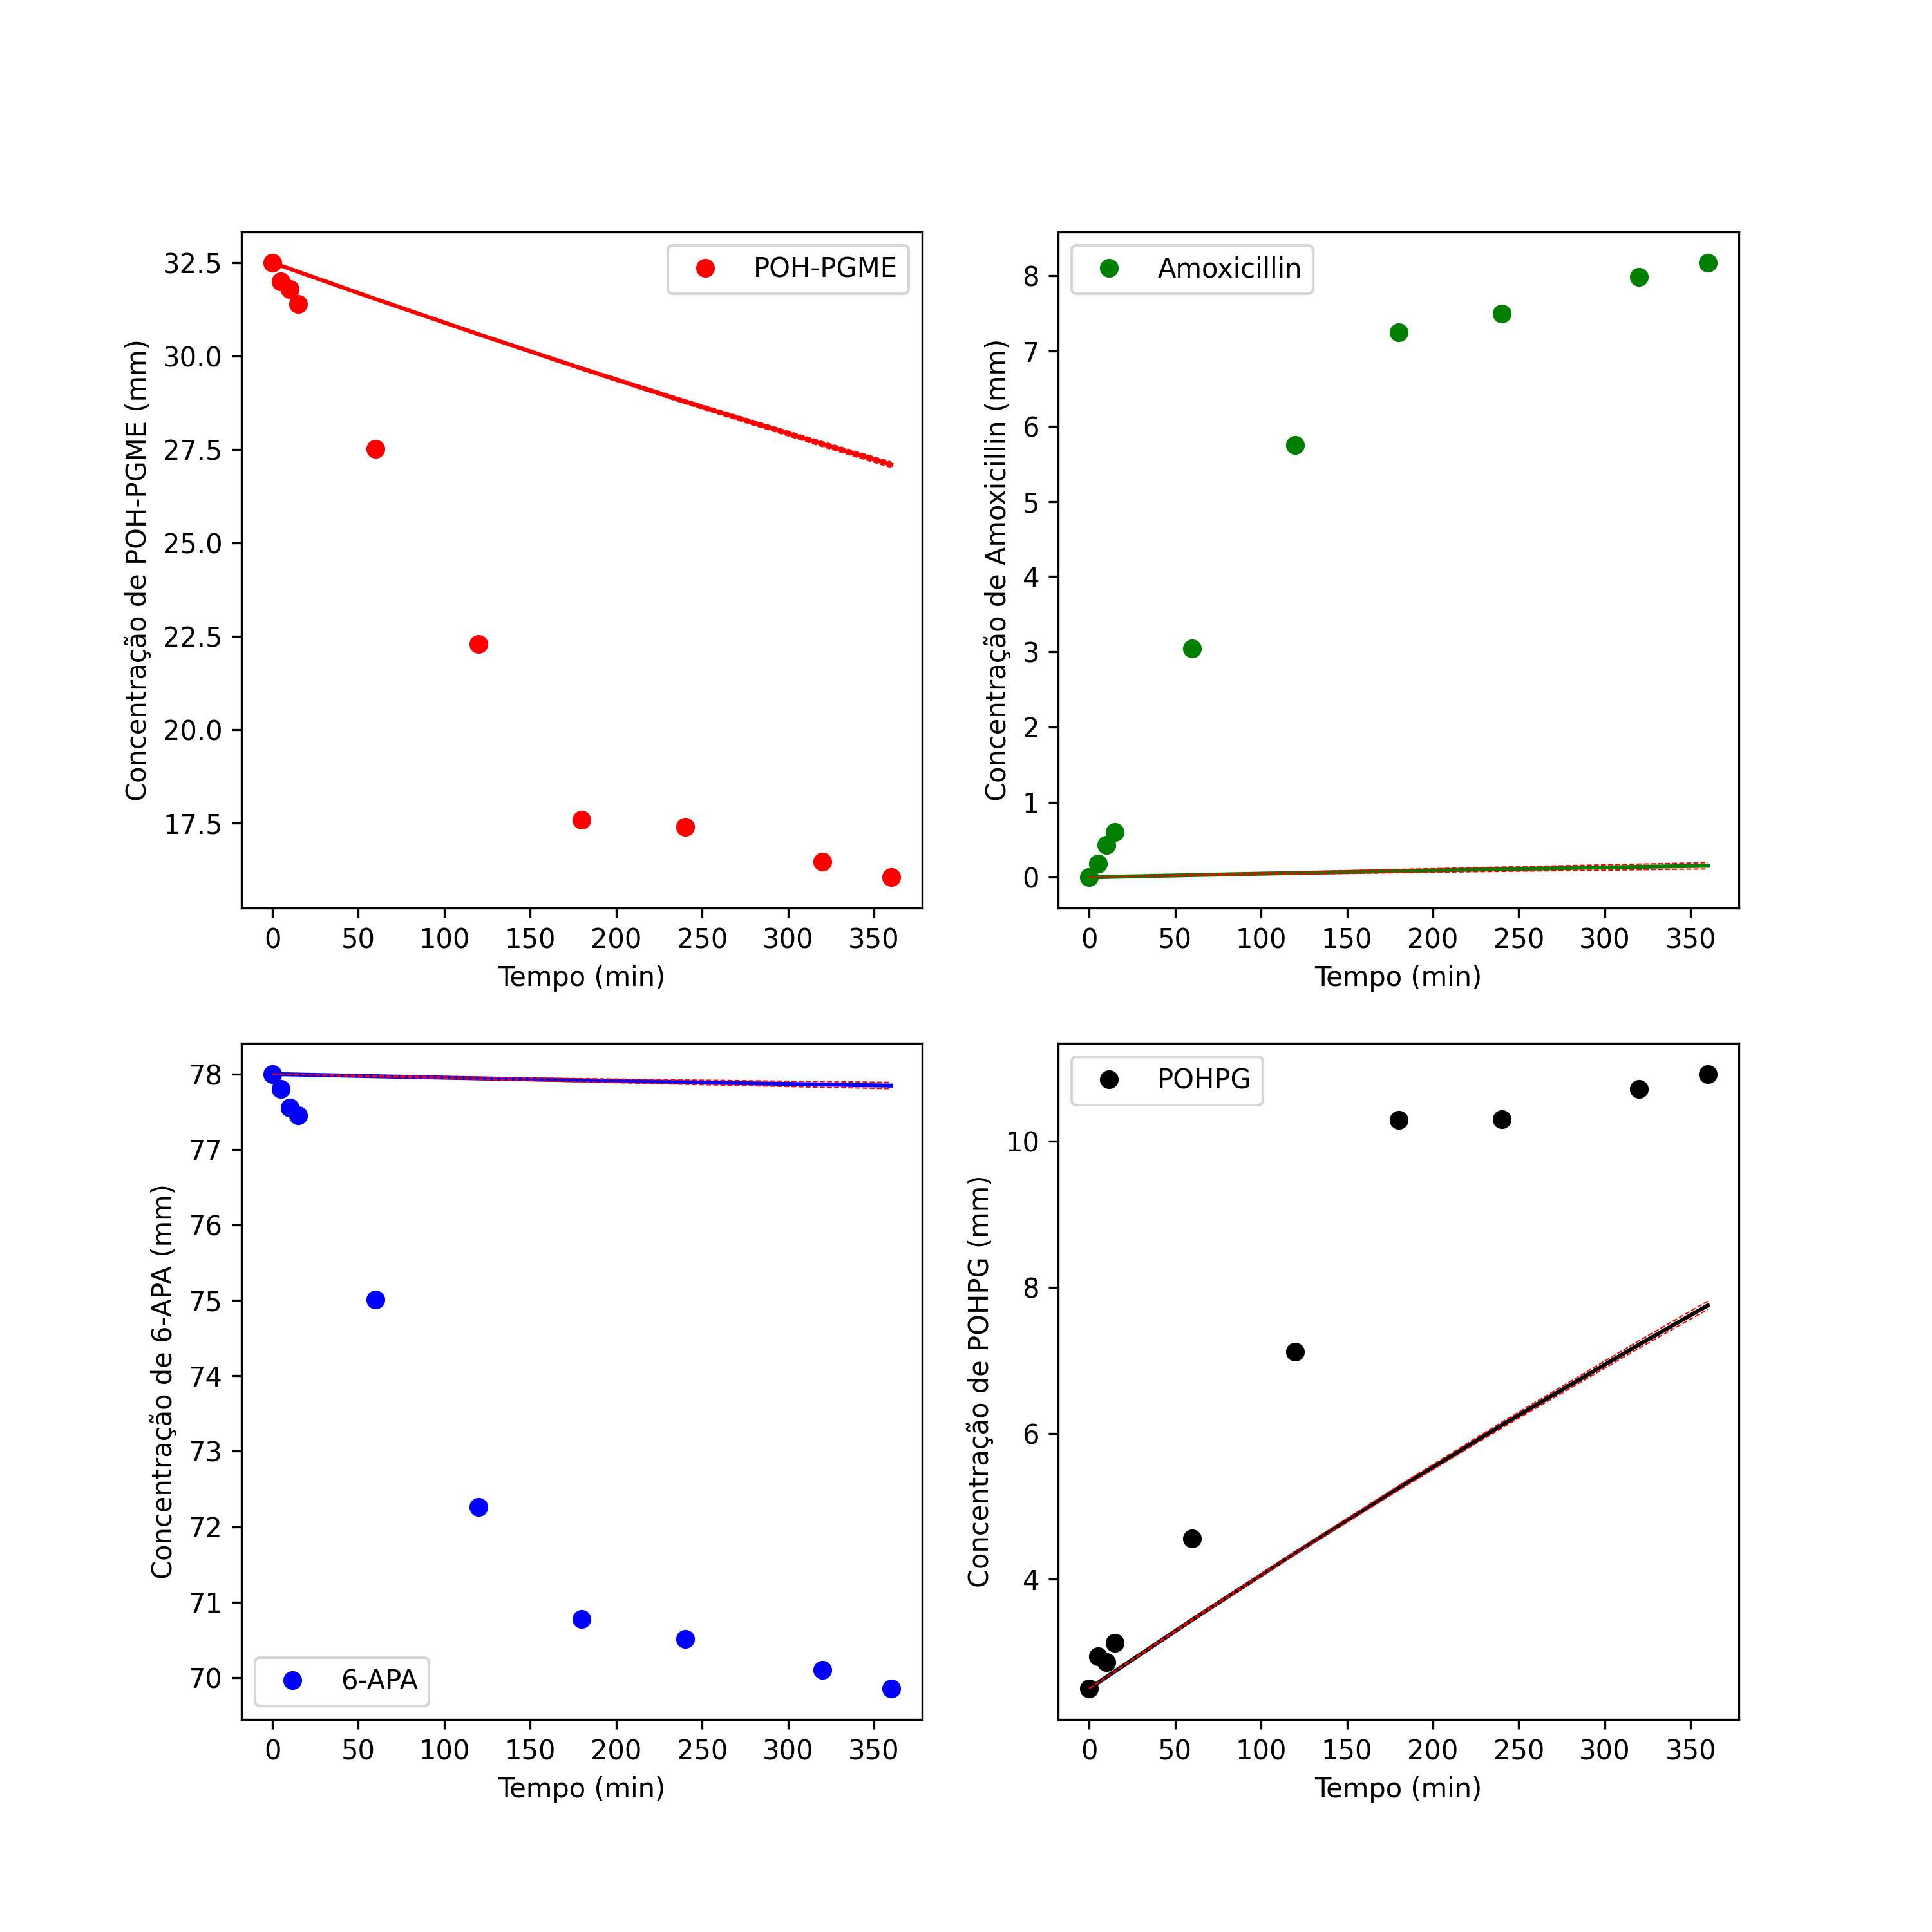 POH-PGME
Concentração de POH-PGME (mm)
32.5
30.0
27.5
25.0
22.5
20.0
17.5
0 50 100 150 200 250 300 350
Tempo (min)
Amoxicillin
Concentração de Amoxicillin (mm)
8
7
6
5
4
3
2
1
0
0 50 100 150 200 250 300 350
Tempo (min)
Concentração de 6-APA (mm)
78
77
76
75
74
73
72
71
70
6-APA
0 50 100 150 200 250 300 350
Tempo (min)
POHPG
Concentração de POHPG (mm)
10
8
6
4
0 50 100 150 200 250 300 350
Tempo (min)